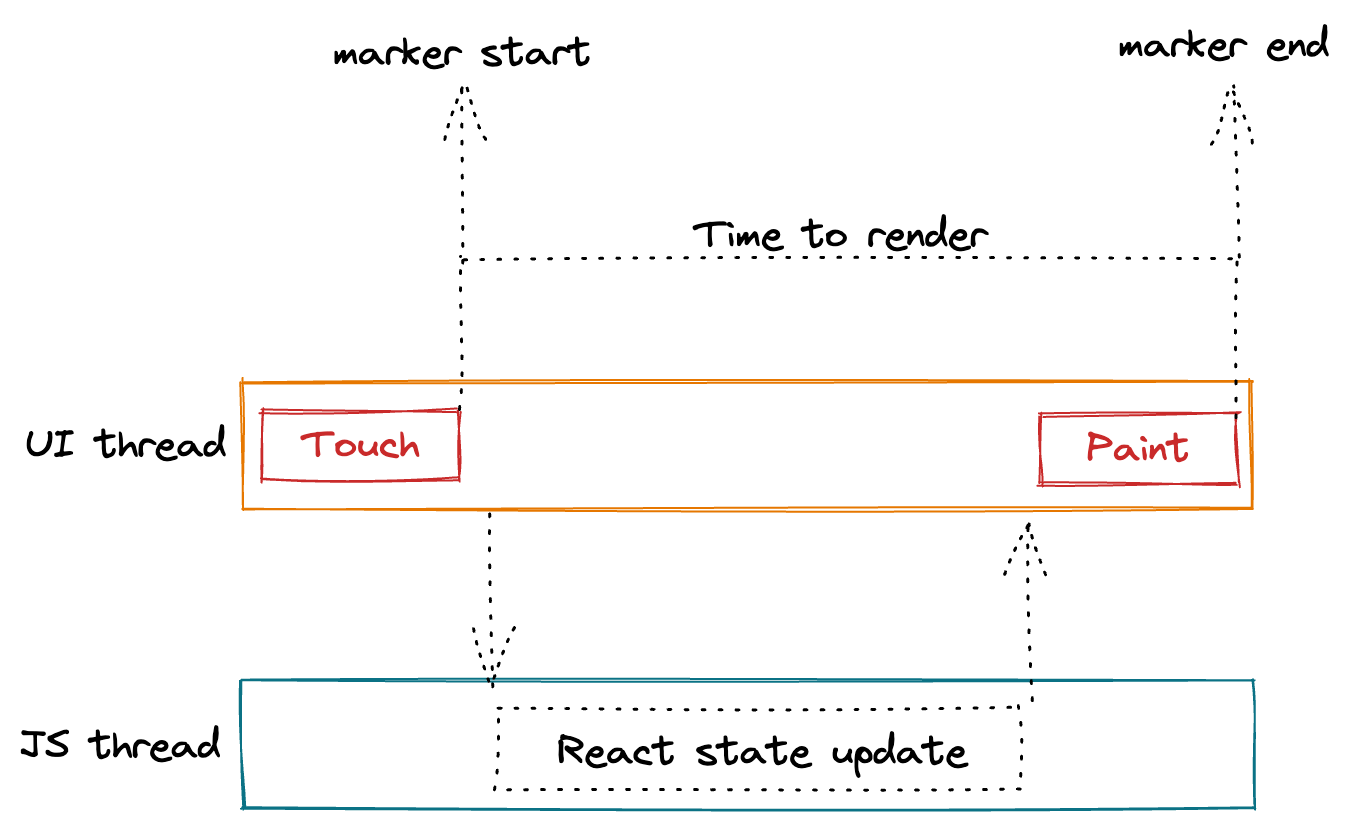 marker start
marker end
Time to render
UI thread
Touch
Paint
JS thread
React state update